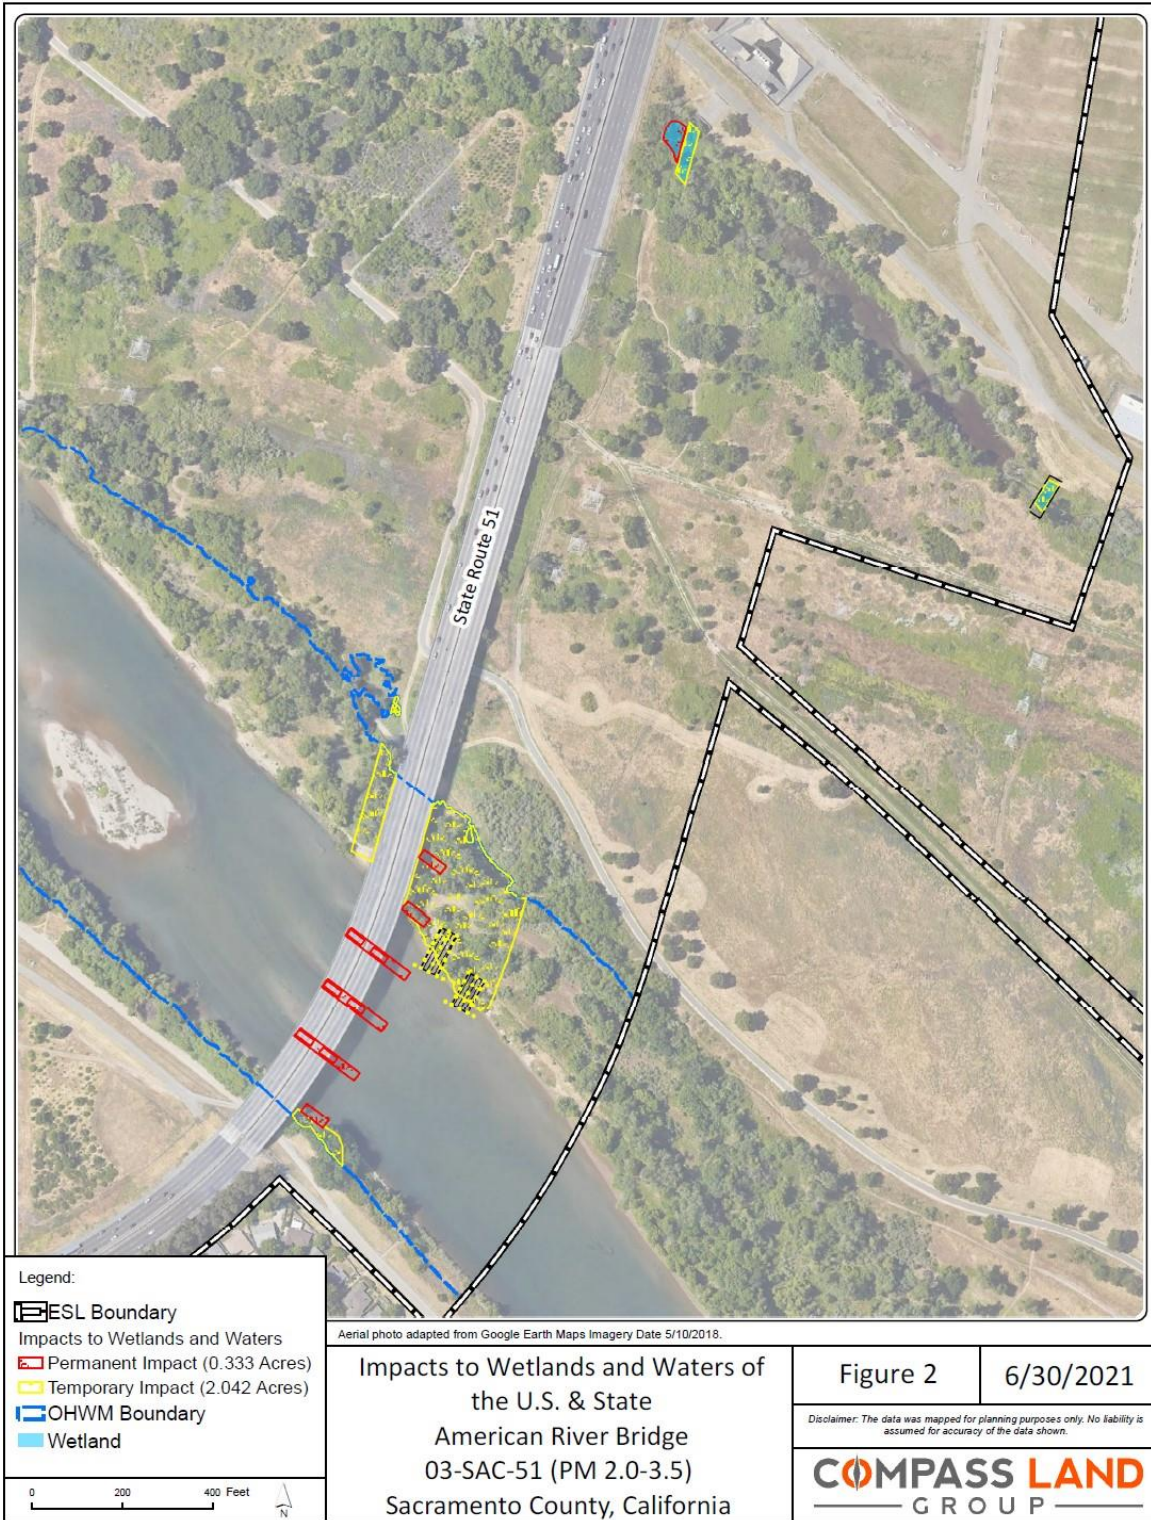 State Route 51
Legend:
ESL Boundary
Impacts to Wetlands and Waters
Permanent Impact (0.333 Acres)
Temporary Impact (2.042 Acres)
OHWM Boundary
Wetland
0 200 400 Feet
N
Aerial photo adapted from Google Earth Maps Imagery Date 5/10/2018.
Impacts to Wetlands and Waters of
the U.S. & State
American River Bridge
03-SAC-51 (PM 2.0-3.5)
Sacramento County, California
Figure 2
6/30/2021
Disclaimer: The data was mapped for planning purposes only. No liability is
assumed for accuracy of the data shown.
COMPASS LAND
GROUP